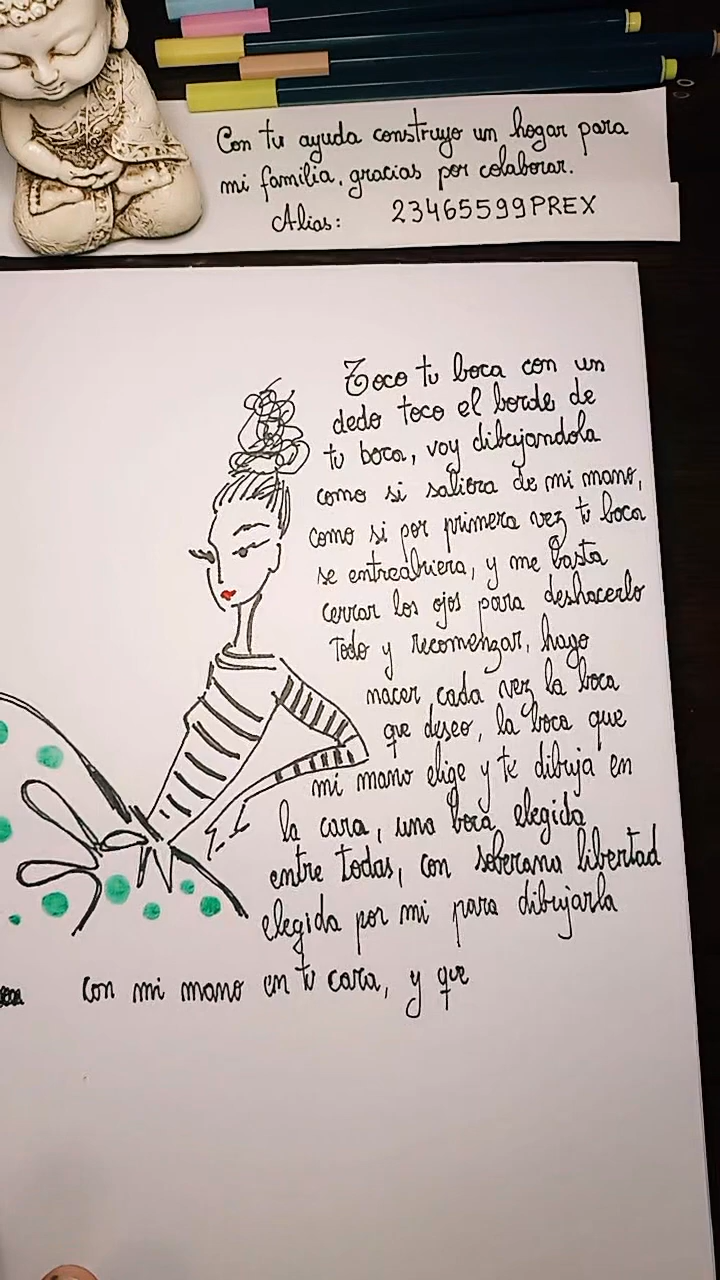 Con tu ayuda construyo un hogar para
mi familia, gracias por colaborar.
Alias: 23465599PREX
Toco tu boca con un
dedo toco el borde de
tu boca, voy dibujandola
como si saliera de mi mano,
como si por primera vez tu boca
se entreabriera, y me basta
cerrar los ojos para deshacerlo
todo y recomenzar, hago
nacer cada vez la boca
que deseo, la boca que
mi mano elige y te dibuja en
la cara, una boca elegida
entre todas, con soberana libertad
elegida por mi para dibujarla
con mi mano en tu cara, y que